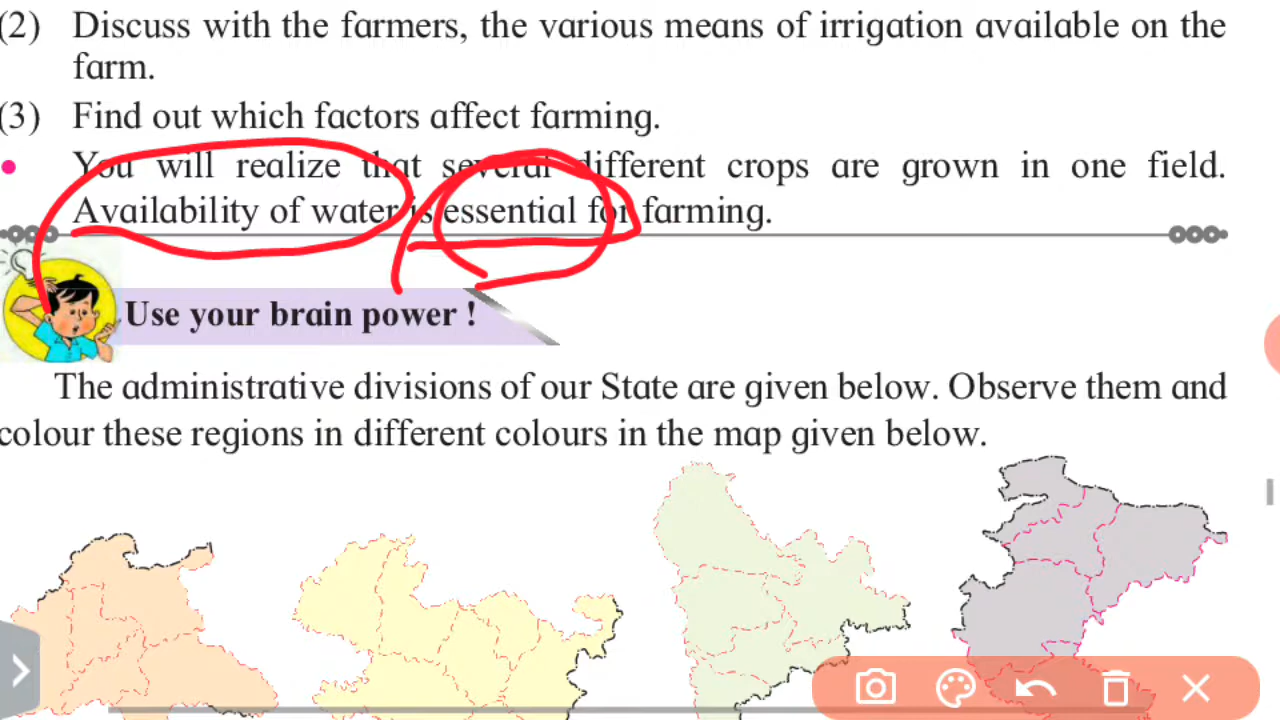 (2) Discuss with the farmers, the various means of irrigation available on the
farm.
(3) Find out which factors affect farming.
• You will realize that several different crops are grown in one field.
Availability of water is essential for farming.
Use your brain power !
The administrative divisions of our State are given below. Observe them and
colour these regions in different colours in the map given below.